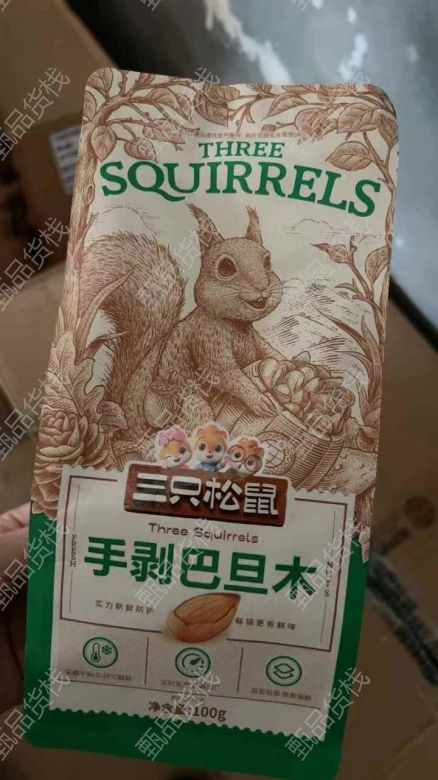 THREE
SQUIRRELS
三只松鼠
Three Squirrels
FRESH
NUTS
手剥巴旦木
实力新鲜防护
每袋更有鲜味
净含量:100g
甄品货栈